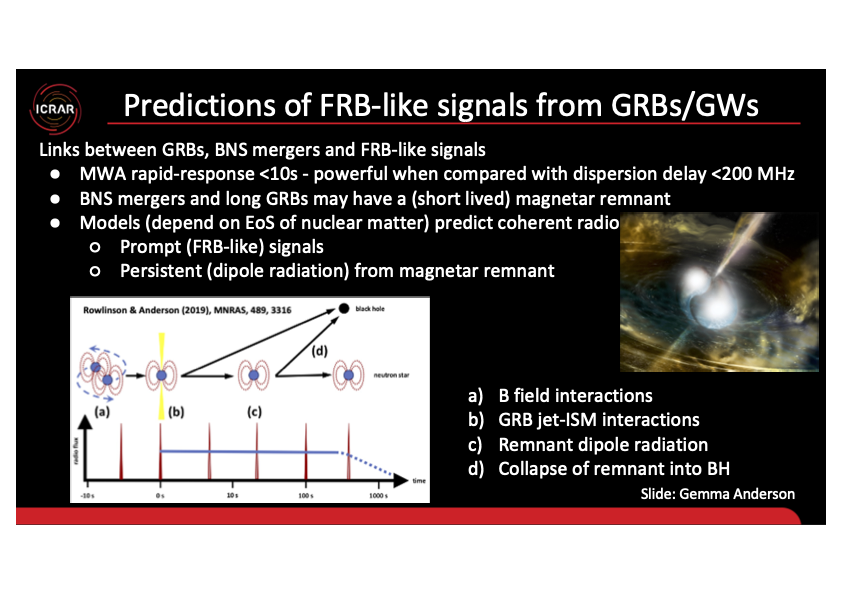 ICRAR
Predictions of FRB-like signals from GRBs/GWs
Links between GRBs, BNS mergers and FRB-like signals
● MWA rapid-response <10s - powerful when compared with dispersion delay <200 MHz
● BNS mergers and long GRBs may have a (short lived) magnetar remnant
● Models (depend on EoS of nuclear matter) predict coherent radio
○ Prompt (FRB-like) signals
○ Persistent (dipole radiation) from magnetar remnant
Rowlinson & Anderson (2019), MNRAS, 489, 3316
black hole
(d)
neutron star
(a) (b) (c)
radio flux
time
-10 s 0 s 10 s 100 s 1000 s
a) B field interactions
b) GRB jet-ISM interactions
c) Remnant dipole radiation
d) Collapse of remnant into BH
Slide: Gemma Anderson